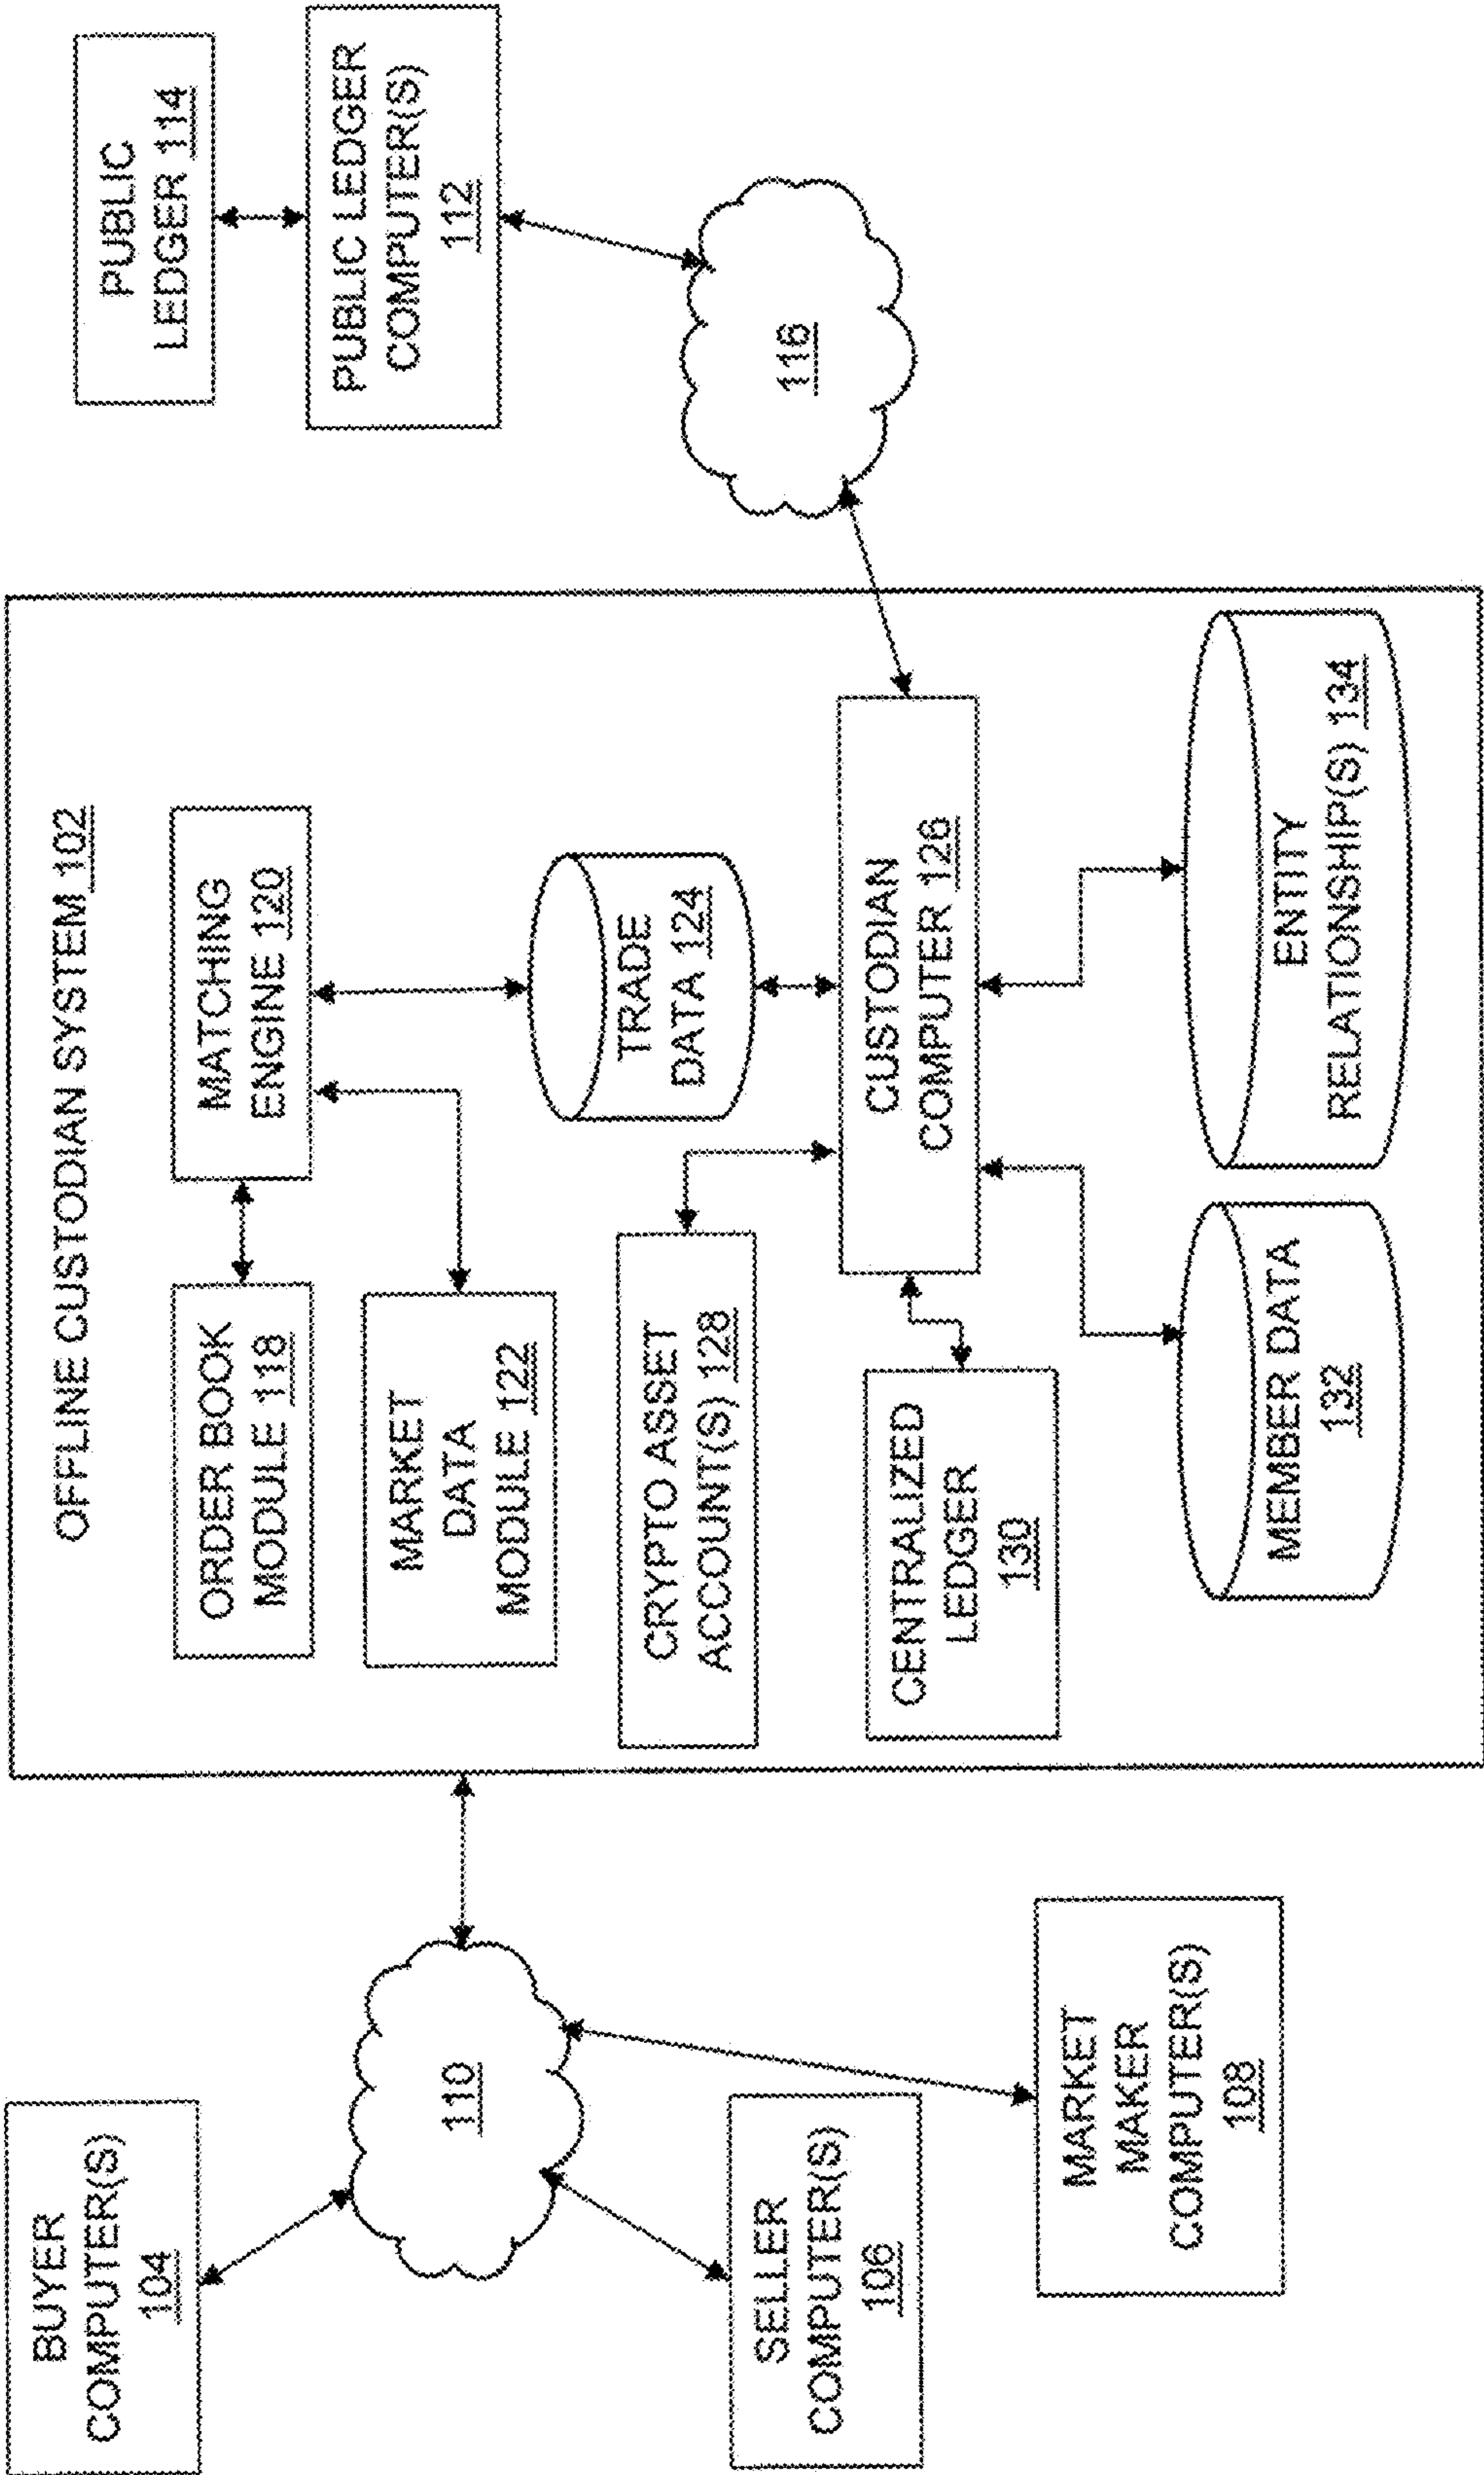 BUYER
COMPUTER(S)
104
SELLER
COMPUTER(S)
106
MARKET
MAKER
COMPUTER(S)
108
110
OFFLINE CUSTODIAN SYSTEM 102
ORDER BOOK
MODULE 118
MATCHING
ENGINE 120
MARKET
DATA
MODULE 122
TRADE
DATA 124
CRYPTO ASSET
ACCOUNT(S) 128
CUSTODIAN
COMPUTER 126
CENTRALIZED
LEDGER
130
MEMBER DATA
132
ENTITY
RELATIONSHIP(S) 134
116
PUBLIC
LEDGER 114
PUBLIC LEDGER
COMPUTER(S)
112